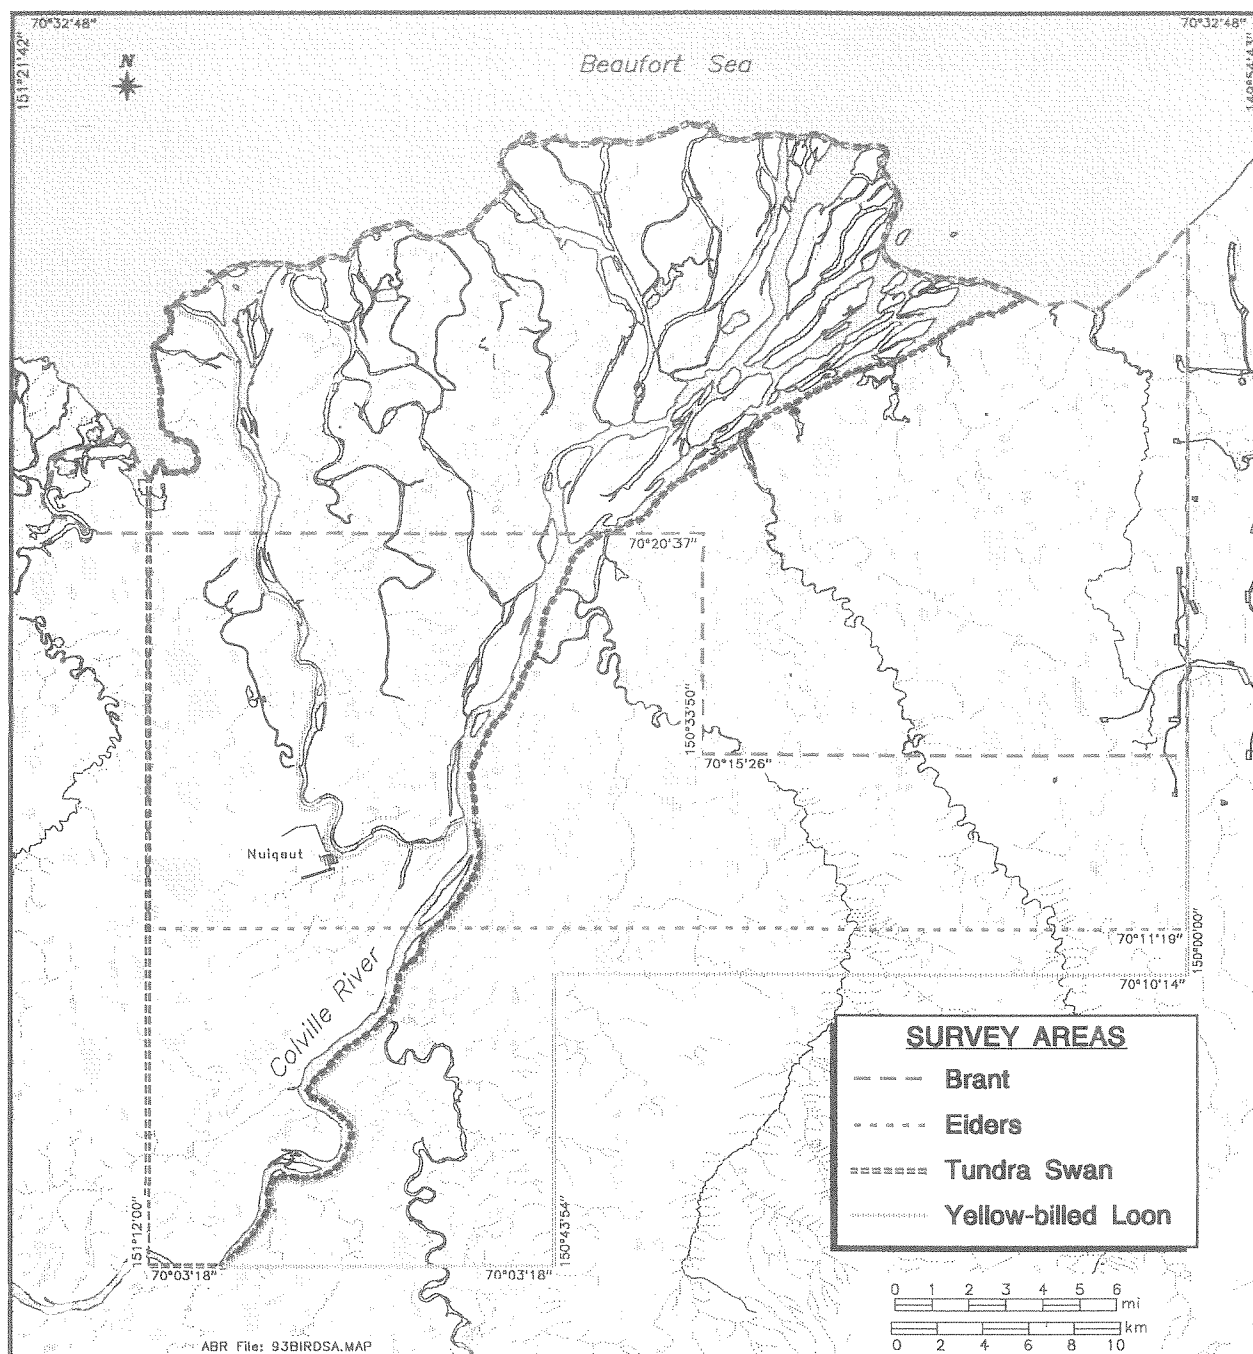 70°32'48"
70°32'48"
151°21'42"
149°54'43"
N
Beaufort Sea
70°20'37"
150°33'50"
70°15'26"
Nuiqsut
70°11'19"
150°00'00"
70°10'14"
Colville River
SURVEY AREAS
Brant
Eiders
Tundra Swan
Yellow-billed Loon
151°12'00"
150°43'54"
70°03'18"
70°03'18"
0 1 2 3 4 5 6
mi
km
0 2 4 6 8 10
ABR File: 93BIRDSA.MAP